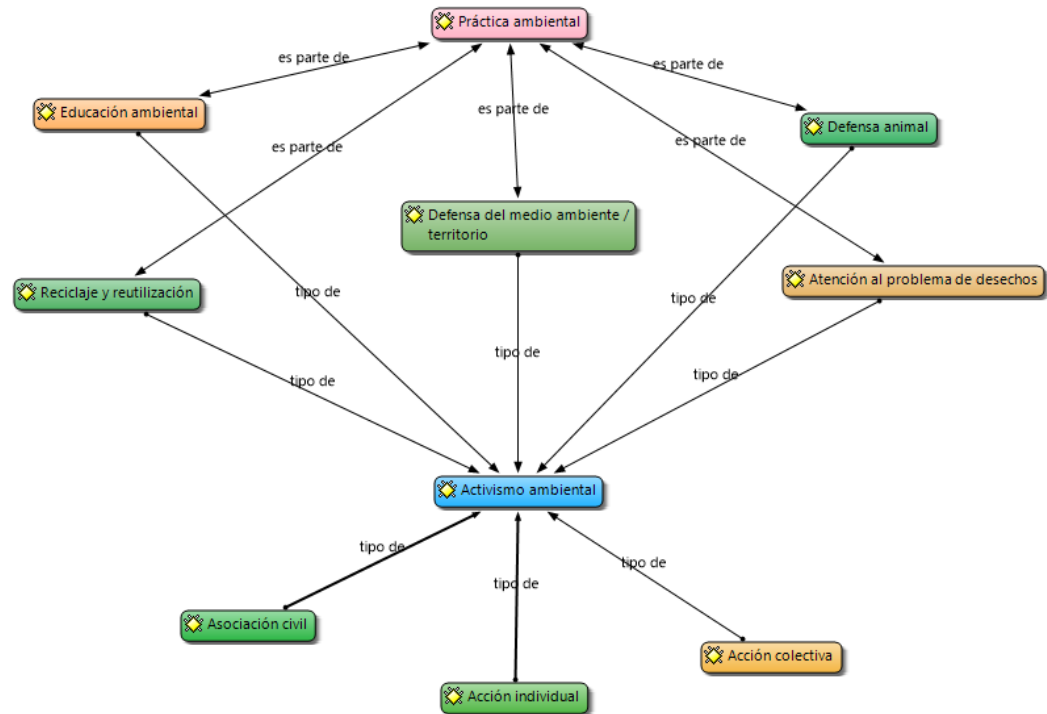 Práctica ambiental
es parte de
es parte de
Educación ambiental
es parte de
Defensa animal
es parte de
es parte de
Defensa del medio ambiente /
territorio
Atención al problema de desechos
Reciclaje y reutilización
tipo de
tipo de
tipo de
tipo de
tipo de
Activismo ambiental
tipo de
tipo de
tipo de
Asociación civil
Acción colectiva
Acción individual